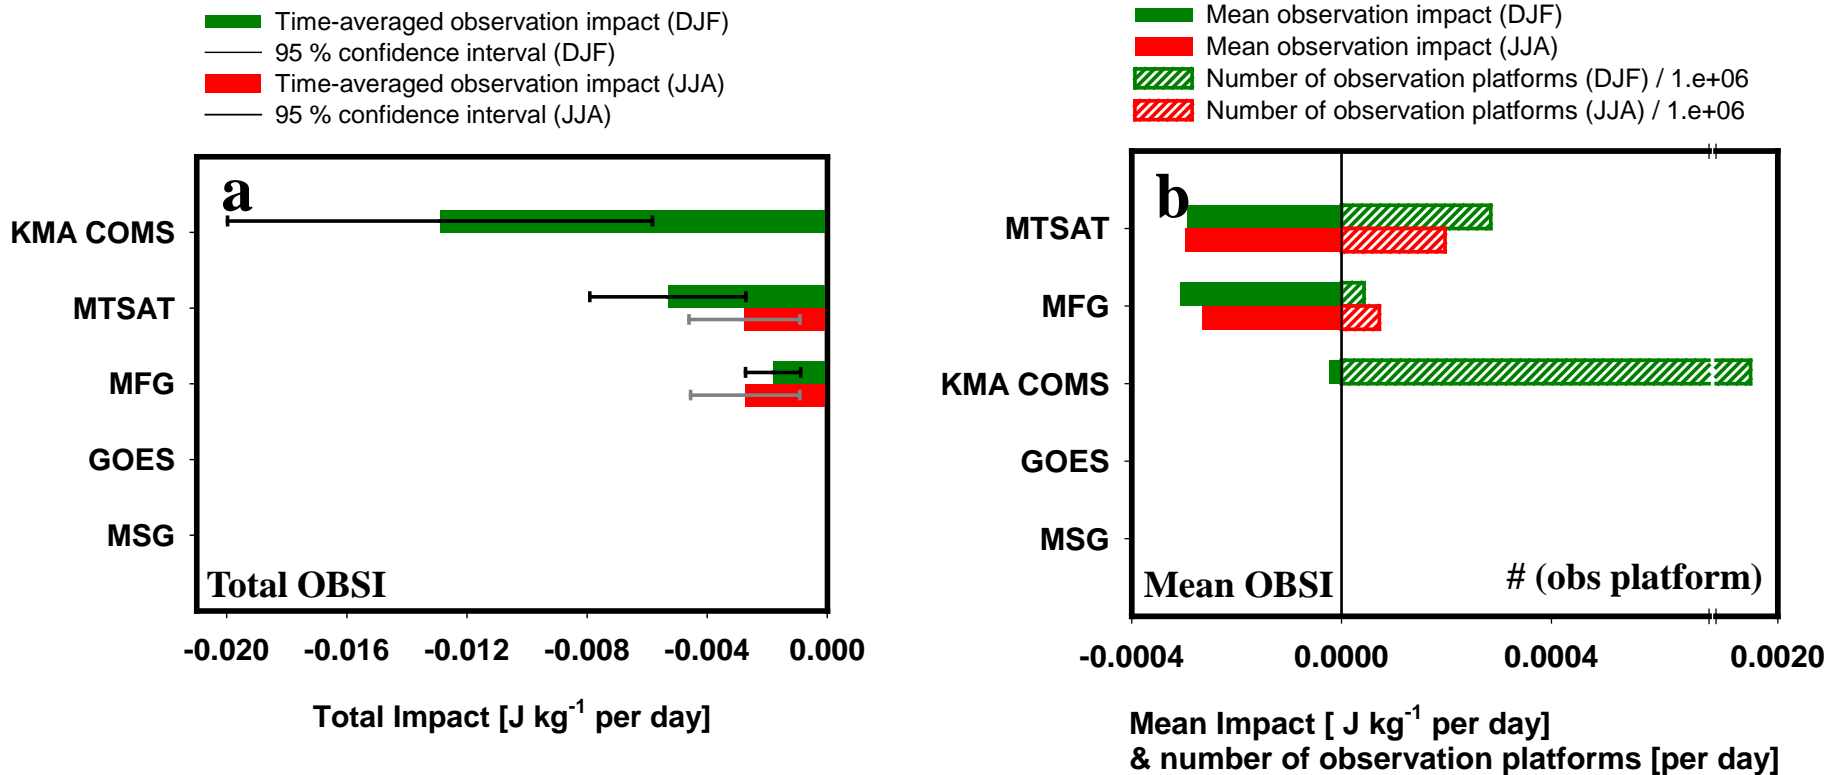 Time-averaged observation impact (DJF)
95 % confidence interval (DJF)
Time-averaged observation impact (JJA)
95 % confidence interval (JJA)
a
KMA COMS
MTSAT
MFG
GOES
MSG
Total OBSI
-0.020 -0.016 -0.012 -0.008 -0.004 0.000
Total Impact [J kg-1 per day]
Mean observation impact (DJF)
Mean observation impact (JJA)
Number of observation platforms (DJF) / 1.e+06
Number of observation platforms (JJA) / 1.e+06
b
MTSAT
MFG
KMA COMS
GOES
MSG
Mean OBSI # (obs platform)
-0.0004 0.0000 0.0004 0.0020
Mean Impact [ J kg-1 per day]
& number of observation platforms [per day]